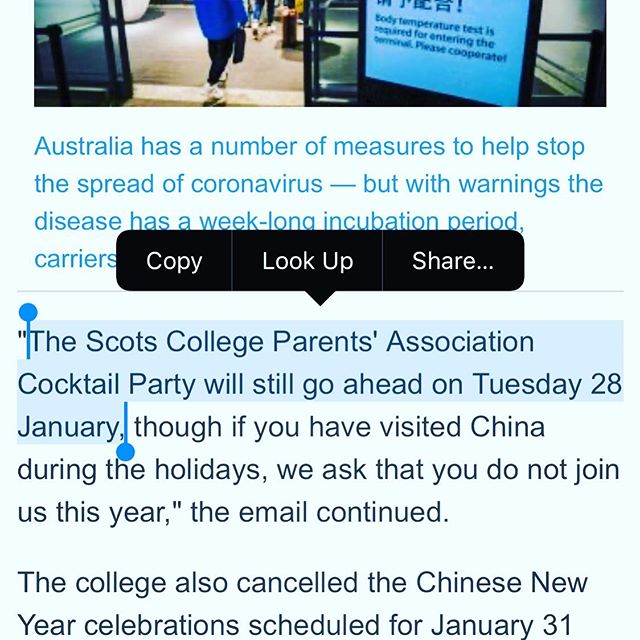 请予配合!
Body temperature test is
required for entering the
terminal. Please cooperate!
Australia has a number of measures to help stop
the spread of coronavirus — but with warnings the
disease has a week-long incubation period,
carriers
Copy Look Up Share...
"The Scots College Parents' Association
Cocktail Party will still go ahead on Tuesday 28
January, though if you have visited China
during the holidays, we ask that you do not join
us this year," the email continued.
The college also cancelled the Chinese New
Year celebrations scheduled for January 31